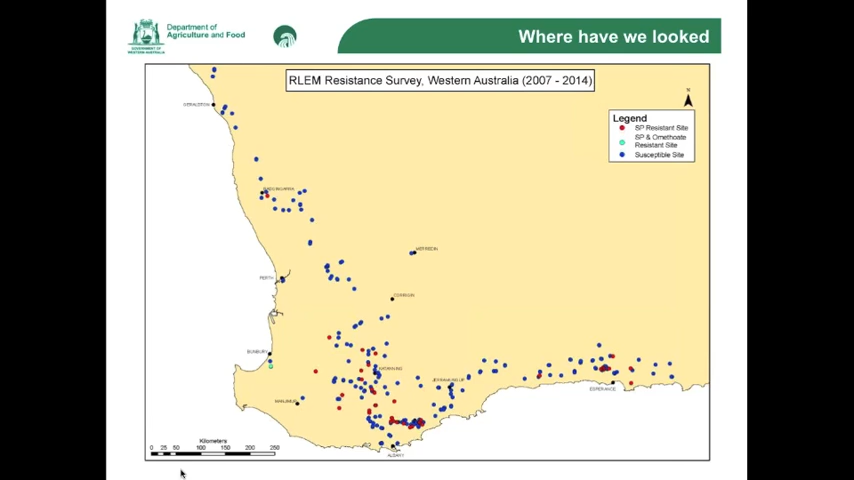 Department of
Agriculture and Food
GOVERNMENT OF
WESTERN AUSTRALIA
Where have we looked
RLEM Resistance Survey, Western Australia (2007 - 2014)
N
Legend
SP Resistant Site
SP & Omethoate
Resistant Site
Susceptible Site
GERALDTON
MERREDIN
PERTH
CORRIGIN
BUNBURY
KATANNING
JERRAMUNGUP
ESPERANCE
MANJIMUP
ALBANY
Kilometers
0 25 50 100 150 200 250